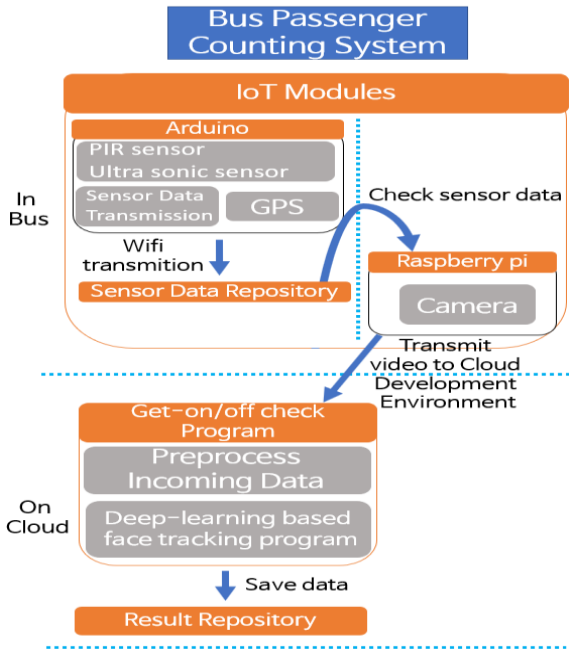 Bus Passenger
Counting System
IoT Modules
Arduino
PIR sensor
Ultra sonic sensor
Sensor Data
Transmission
GPS
In
Bus
Wifi
transmition
Sensor Data Repository
Check sensor data
Raspberry pi
Camera
Transmit
video to Cloud
Development
Environment
Get-on/off check
Program
Preprocess
Incoming Data
On
Cloud
Deep-learning based
face tracking program
Save data
Result Repository